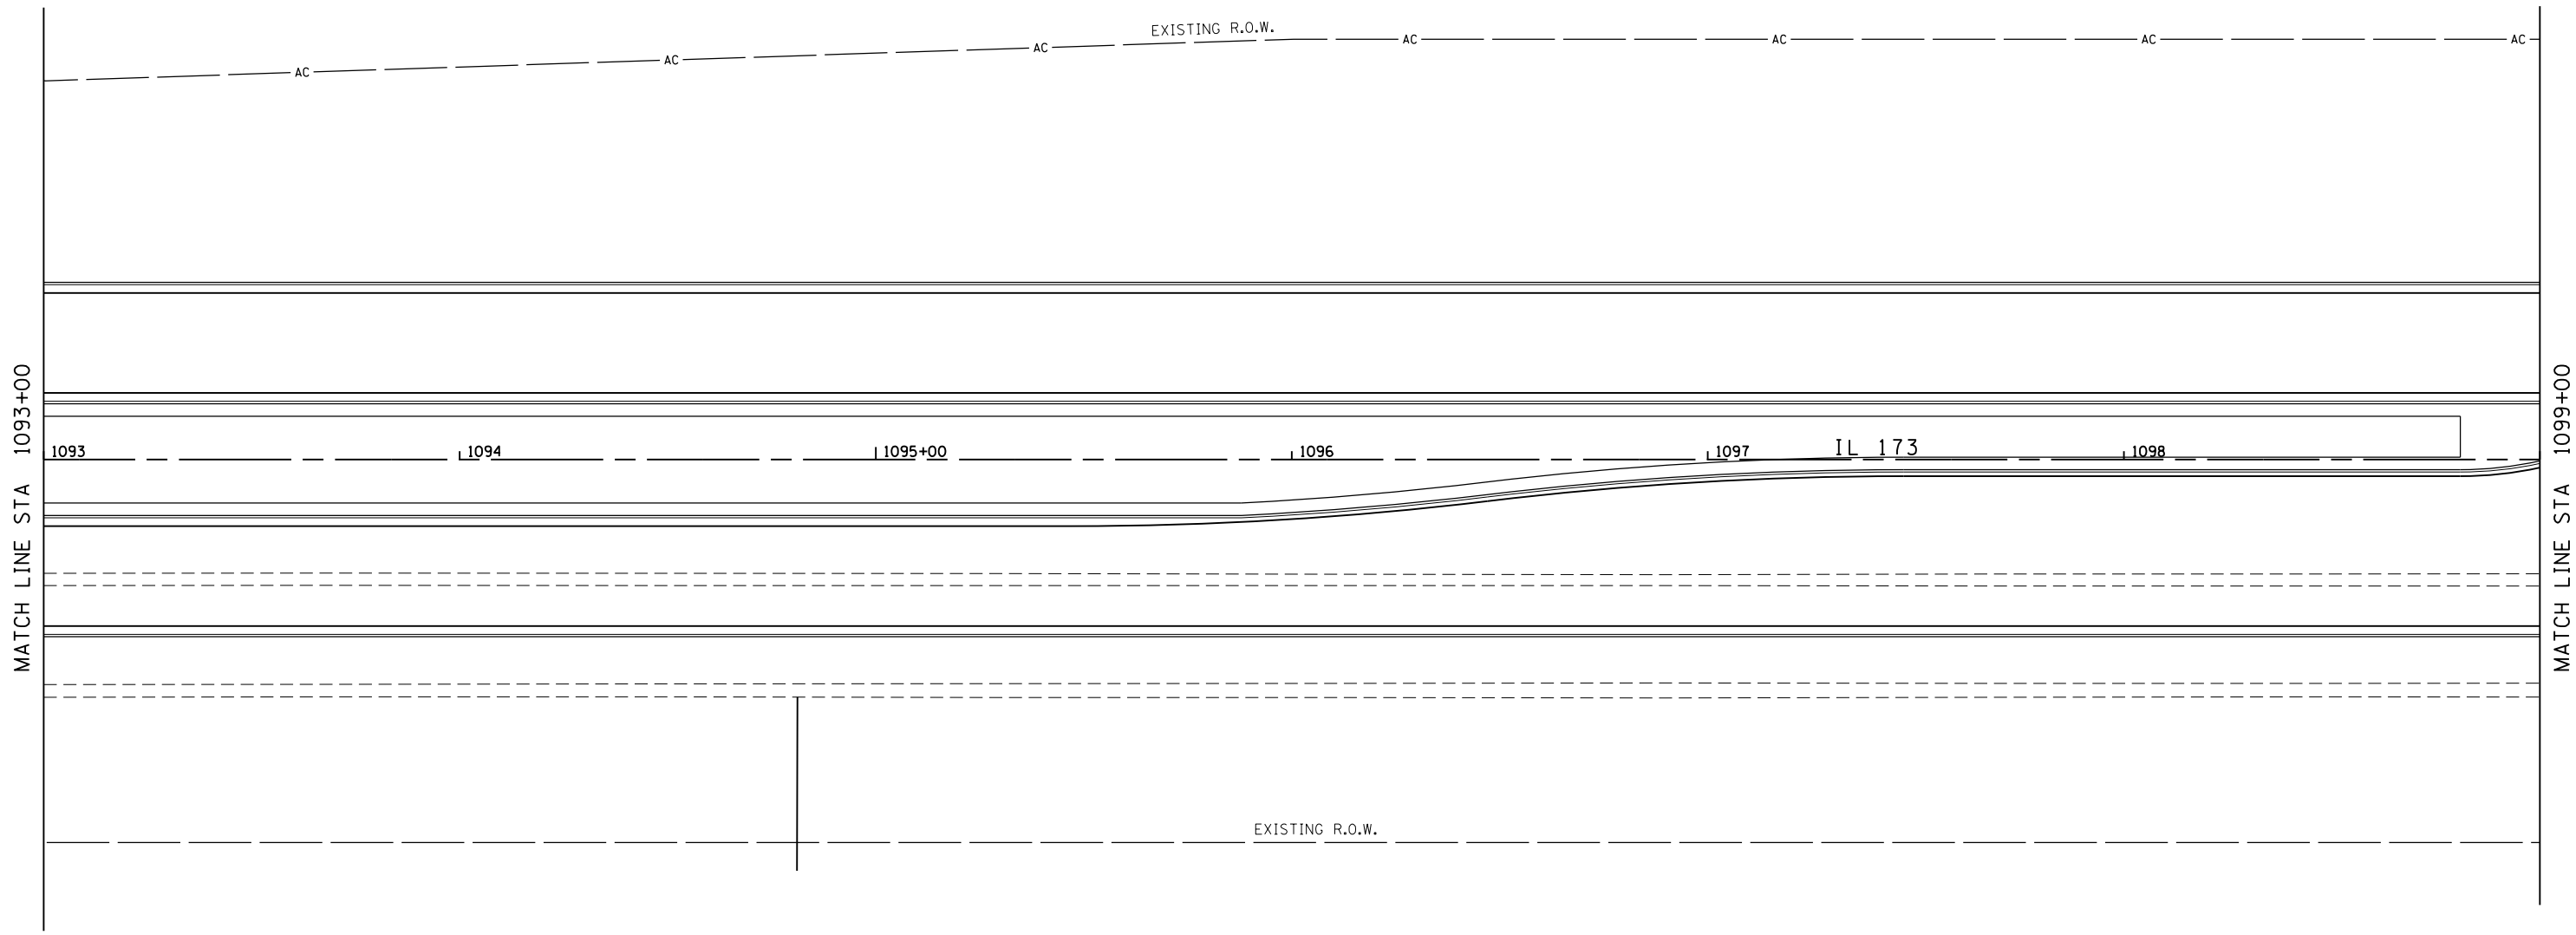 EXISTING R.O.W.
AC AC AC AC AC AC AC
MATCH LINE STA 1093+00
1093 1094 1095+00 1096 1097 IL 173 1098
MATCH LINE STA 1099+00
EXISTING R.O.W.